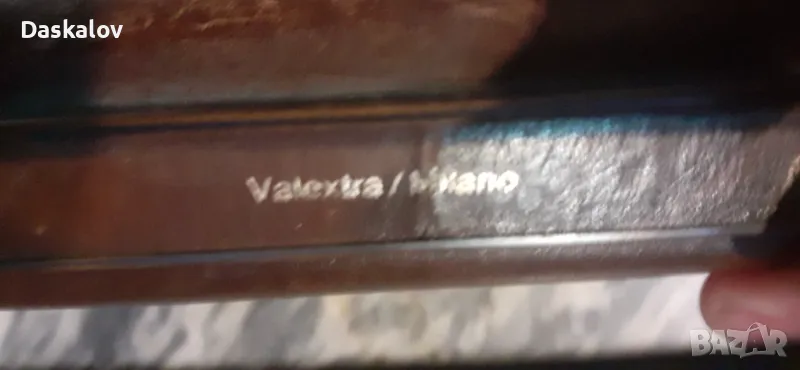 Daskalov
Valextra / Milano
BAZAR